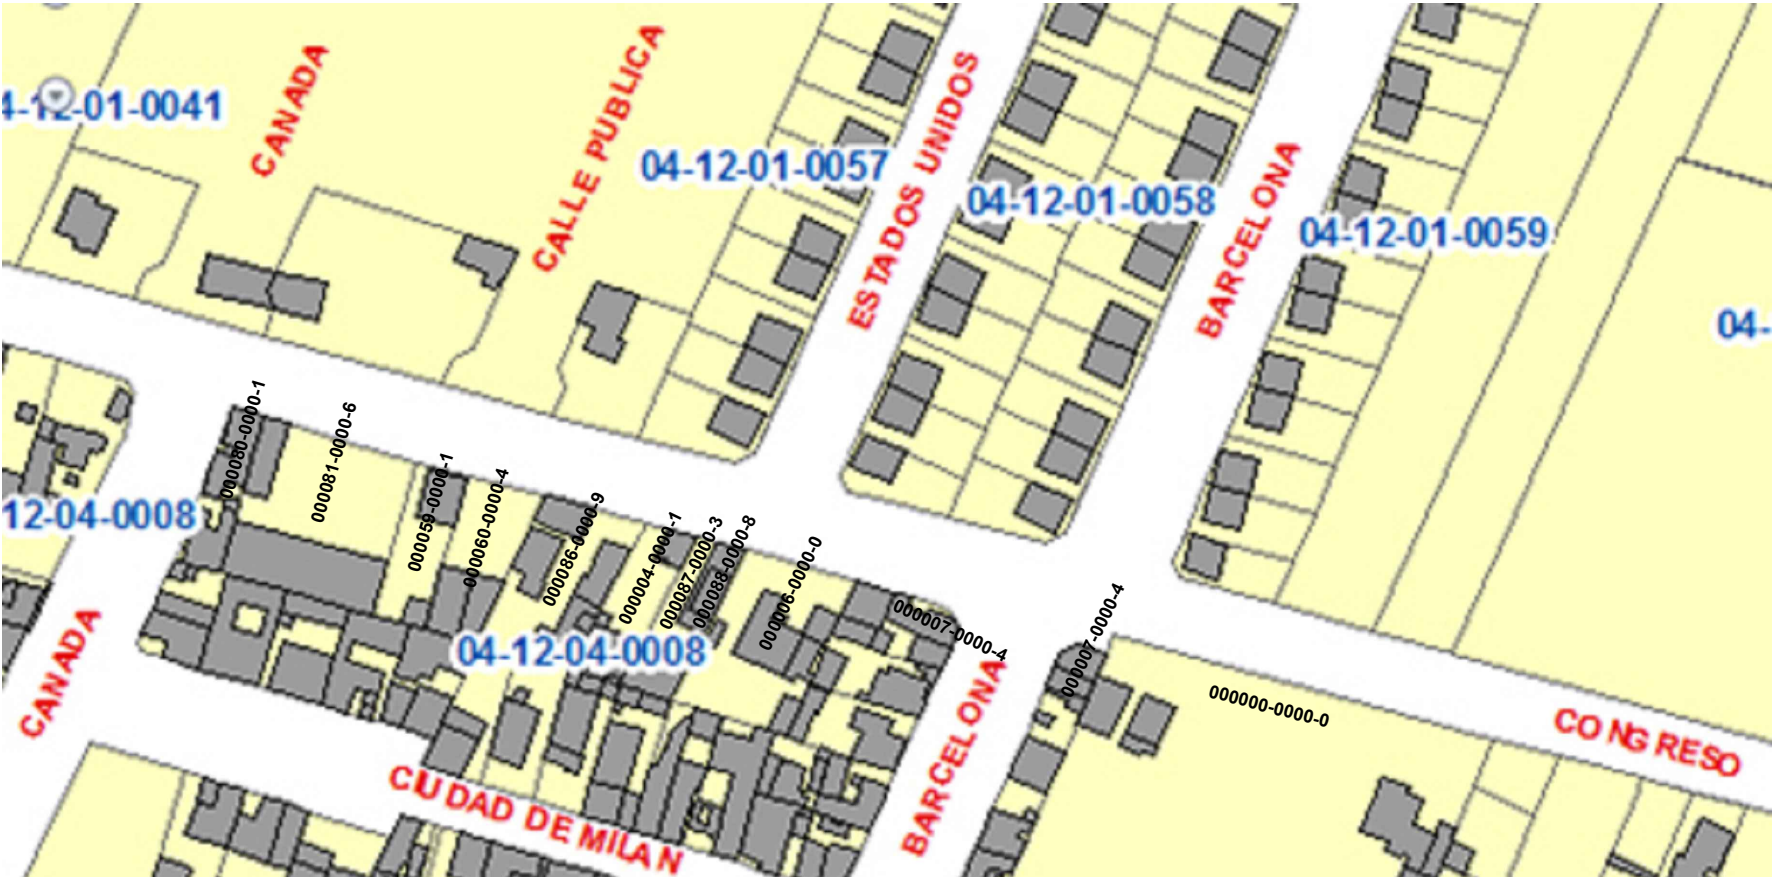 CANADA
CALLE PUBLICA
ESTADOS UNIDOS
BARCELONA
4-12-01-0041
04-12-01-0057
04-12-01-0058
04-12-01-0059
04-
000080-0000-1
000081-0000-6
000059-0000-1
000060-0000-4
000086-0000-9
000004-0000-1
000087-0000-3
000088-0000-8
000006-0000-0
000007-0000-4
000007-0000-4
000000-0000-0
12-04-0008
04-12-04-0008
CANADA
BARCELONA
CONGRESO
CIUDAD DE MILAN